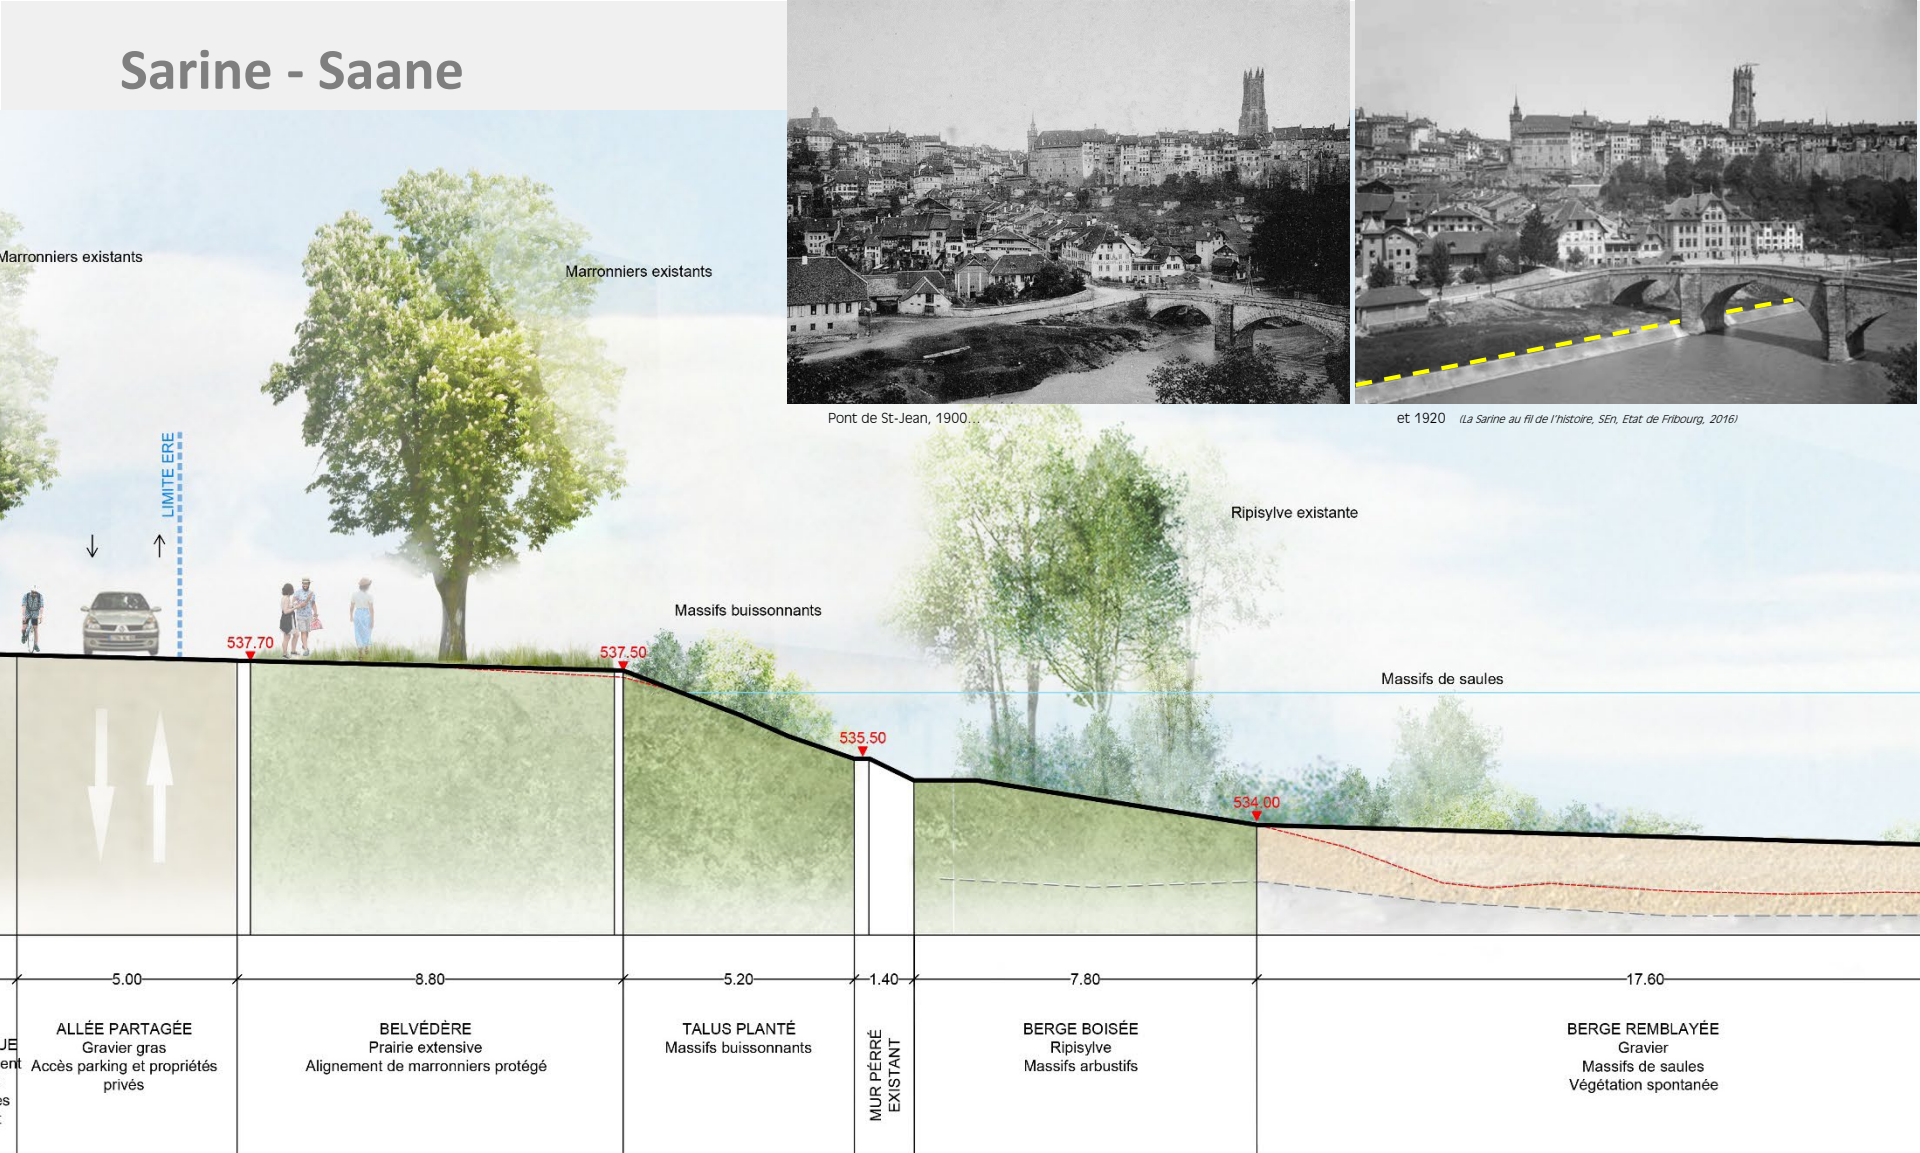 Sarine - Saane
Pont de St-Jean, 1900...
et 1920 (La Sarine au fil de l'histoire, SEn, Etat de Fribourg, 2016)
Marronniers existants
Marronniers existants
LIMITE ERE
Ripisylve existante
Massifs buissonnants
Massifs de saules
537.70
537.50
535.50
534.00
5.00
8.80
5.20
1.40
7.80
17.60
UE
ent
es
ALLÉE PARTAGÉE
Gravier gras
Accès parking et propriétés
privés
BELVÉDÈRE
Prairie extensive
Alignement de marronniers protégé
TALUS PLANTÉ
Massifs buissonnants
MUR PÉRRÉ
EXISTANT
BERGE BOISÉE
Ripisylve
Massifs arbustifs
BERGE REMBLAYÉE
Gravier
Massifs de saules
Végétation spontanée